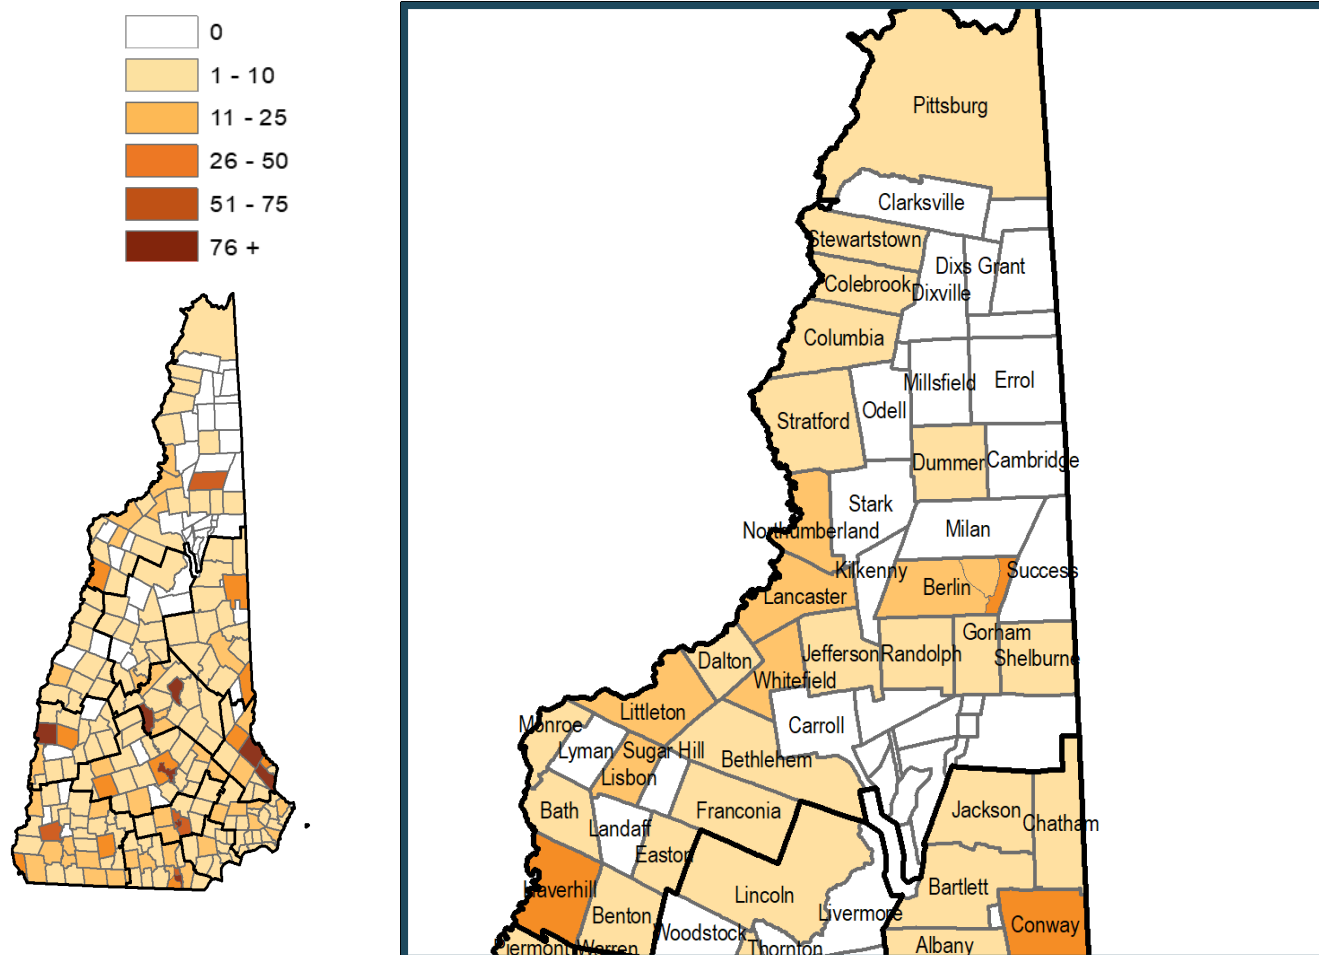 0
1 - 10
11 - 25
26 - 50
51 - 75
76 +
Pittsburg
Clarksville
Stewartstown
Dixs Grant
Colebrook
Dixville
Columbia
Millsfield
Errol
Odell
Stratford
Dummer
Cambridge
Stark
Northumberland
Milan
Kilkenny
Success
Berlin
Lancaster
Gorham
Jefferson
Randolph
Shelburne
Dalton
Whitefield
Littleton
Monroe
Carroll
Lyman
Sugar Hill
Bethlehem
Lisbon
Bath
Franconia
Jackson
Chatham
Landaff
Easton
Haverhill
Lincoln
Bartlett
Benton
Livermore
Conway
Woodstock
Piermont
Warren
Thornton
Albany